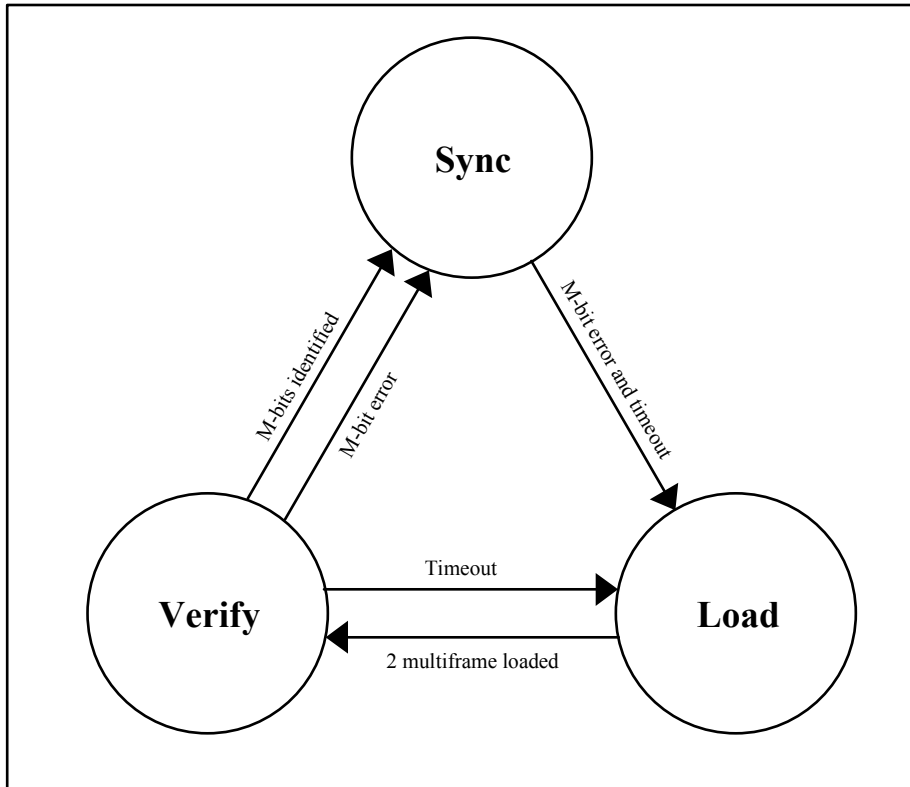 Sync
M-bits identified
M-bit error
M-bit error and timeout
Timeout
Verify
Load
2 multiframe loaded